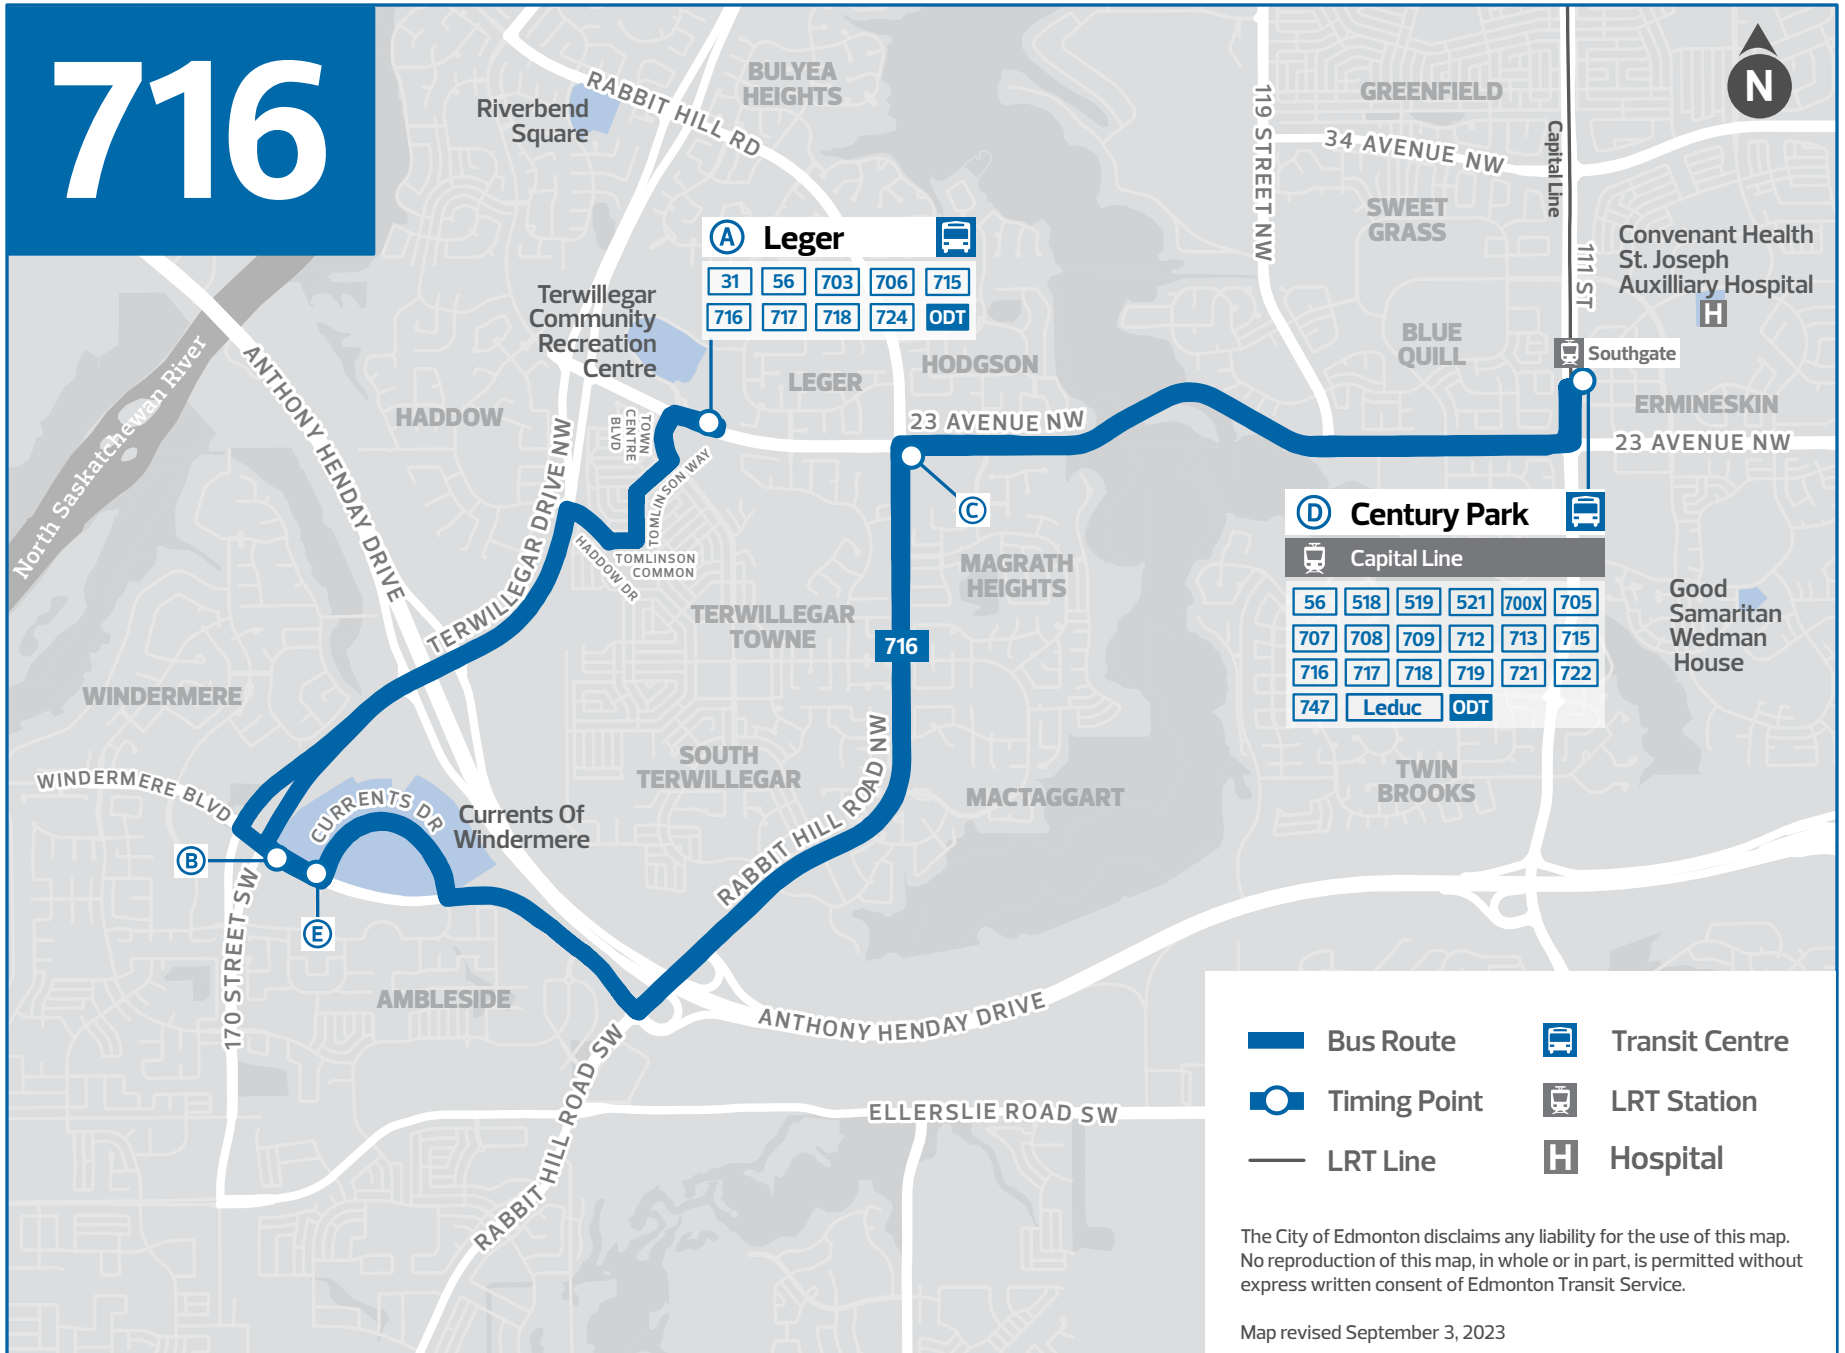 716
N
BULYEA
HEIGHTS
RABBIT HILL RD
Riverbend
Square
GREENFIELD
119 STREET NW
34 AVENUE NW
Capital Line
SWEET
GRASS
111 ST
Convenant Health
St. Joseph
Auxilliary Hospital
H
A Leger
31 56 703 706 715
716 717 718 724 ODT
Terwillegar
Community
Recreation
Centre
North Saskatchewan River
ANTHONY HENDAY DRIVE
HADDOW
LEGER
HODGSON
BLUE
QUILL
Southgate
ERMINESKIN
23 AVENUE NW
23 AVENUE NW
TOWN
CENTRE
BLVD
TOMLINSON WAY
TERWILLEGAR DRIVE NW
HADDOW DR
TOMLINSON
COMMON
C
D Century Park
Capital Line
56 518 519 521 700X 705
707 708 709 712 713 715
716 717 718 719 721 722
747 Leduc ODT
MAGRATH
HEIGHTS
Good
Samaritan
Wedman
House
TERWILLEGAR
TOWNE
716
WINDERMERE
WINDERMERE BLVD
SOUTH
TERWILLEGAR
RABBIT HILL ROAD NW
MACTAGGART
TWIN
BROOKS
CURRENTS DR
Currents Of
Windermere
B
E
170 STREET SW
AMBLESIDE
ANTHONY HENDAY DRIVE
RABBIT HILL ROAD SW
ELLERSLIE ROAD SW
Bus Route
Transit Centre
Timing Point
LRT Station
LRT Line
H Hospital
The City of Edmonton disclaims any liability for the use of this map.
No reproduction of this map, in whole or in part, is permitted without
express written consent of Edmonton Transit Service.
Map revised September 3, 2023